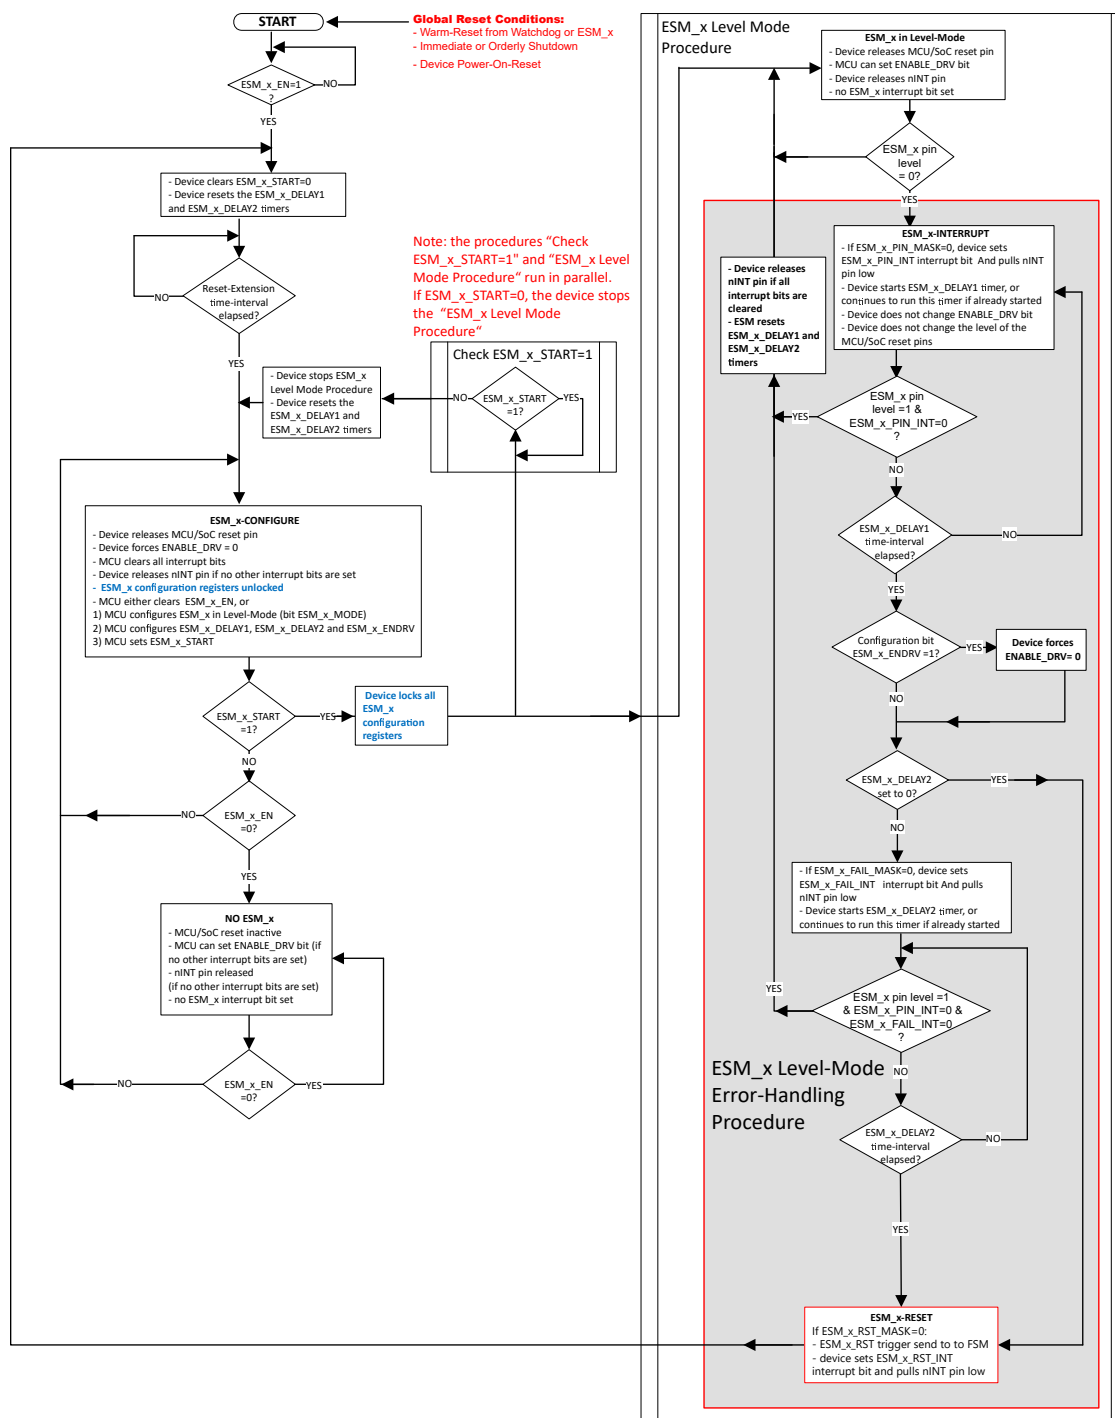 START
Global Reset Conditions:
- Warm-Reset from Watchdog or ESM_x
- Immediate or Orderly Shutdown
- Device Power-On-Reset
ESM_x_EN=1
?
NO
YES
- Device clears ESM_x_START=0
- Device resets the ESM_x_DELAY1
and ESM_x_DELAY2 timers
Reset-Extension
time-interval
elapsed?
NO
YES
Note: the procedures “Check
ESM_x_START=1" and “ESM_x Level
Mode Procedure“ run in parallel.
If ESM_x_START=0, the device stops
the “ESM_x Level Mode
Procedure“
Check ESM_x_START=1
ESM_x_START
=1?
NO
YES
- Device stops ESM_x
Level Mode Procedure
- Device resets the
ESM_x_DELAY1 and
ESM_x_DELAY2 timers
ESM_x-CONFIGURE
- Device releases MCU/SoC reset pin
- Device forces ENABLE_DRV = 0
- MCU clears all interrupt bits
- Device releases nINT pin if no other interrupt bits are set
- ESM_x configuration registers unlocked
- MCU either clears ESM_x_EN, or
1) MCU configures ESM_x in Level-Mode (bit ESM_x_MODE)
2) MCU configures ESM_x_DELAY1, ESM_x_DELAY2 and ESM_x_ENDRV
3) MCU sets ESM_x_START
ESM_x_START
=1?
YES
NO
Device locks all
ESM_x
configuration
registers
ESM_x_EN
=0?
NO
YES
NO ESM_x
- MCU/SoC reset inactive
- MCU can set ENABLE_DRV bit (if
no other interrupt bits are set)
- nINT pin released
(if no other interrupt bits are set)
- no ESM_x interrupt bit set
ESM_x_EN
=0?
NO
YES
ESM_x Level Mode
Procedure
ESM_x in Level-Mode
- Device releases MCU/SoC reset pin
- MCU can set ENABLE_DRV bit
- Device releases nINT pin
- no ESM_x interrupt bit set
ESM_x pin
level
= 0?
YES
ESM_x-INTERRUPT
- If ESM_x_PIN_MASK=0, device sets
ESM_x_PIN_INT interrupt bit And pulls nINT
pin low
- Device starts ESM_x_DELAY1 timer, or
continues to run this timer if already started
- Device does not change ENABLE_DRV bit
- Device does not change the level of the
MCU/SoC reset pins
- Device releases
nINT pin if all
interrupt bits are
cleared
- ESM resets
ESM_x_DELAY1 and
ESM_x_DELAY2
timers
ESM_x pin
level =1 &
ESM_x_PIN_INT=0
?
YES
NO
ESM_x_DELAY1
time-interval
elapsed?
NO
YES
Configuration bit
ESM_x_ENDRV =1?
YES
Device forces
ENABLE_DRV= 0
NO
ESM_x_DELAY2
set to 0?
YES
NO
- If ESM_x_FAIL_MASK=0, device sets
ESM_x_FAIL_INT interrupt bit And pulls
nINT pin low
- Device starts ESM_x_DELAY2 timer, or
continues to run this timer if already started
ESM_x pin level =1
& ESM_x_PIN_INT=0 &
ESM_x_FAIL_INT=0
?
YES
NO
ESM_x Level-Mode
Error-Handling
Procedure
ESM_x_DELAY2
time-interval
elapsed?
NO
YES
ESM_x-RESET
If ESM_x_RST_MASK=0:
- ESM_x_RST trigger send to to FSM
- device sets ESM_x_RST_INT
interrupt bit and pulls nINT pin low